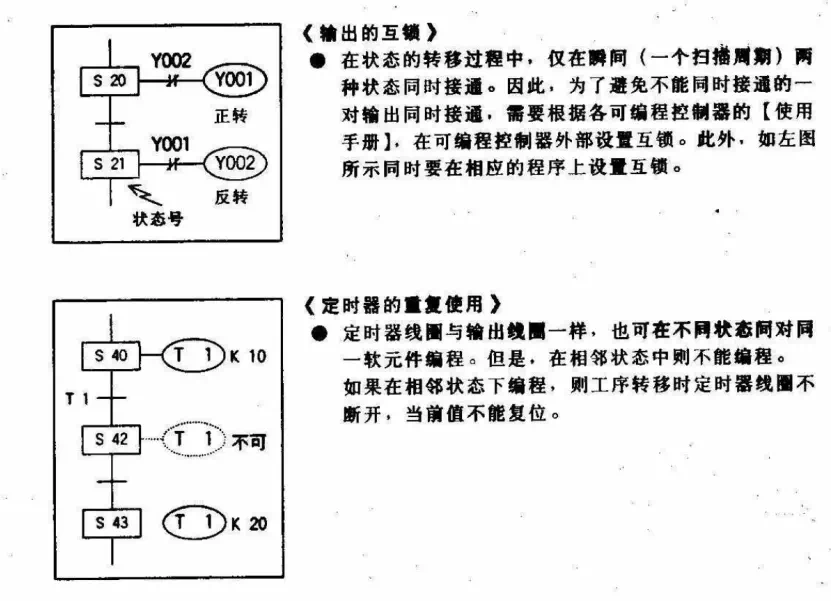 《输出的互锁》
● 在状态的转移过程中，仅在瞬间（一个扫描周期）两
种状态同时接通。因此，为了避免不能同时接通的一
对输出同时接通，需要根据各可编程控制器的【使用
手册】，在可编程控制器外部设置互锁。此外，如左图
所示同时要在相应的程序上设置互锁。
Y002
S 20 Y001
正转
Y001
S 21 Y002
反转
状态号
《定时器的重复使用》
● 定时器线圈与输出线圈一样，也可在不同状态间对同
一软元件编程。但是，在相邻状态中则不能编程。
如果在相邻状态下编程，则工序转移时定时器线圈不
断开，当前值不能复位。
S 40 T 1 K 10
T 1
S 42 T 1 不可
S 43 T 1 K 20